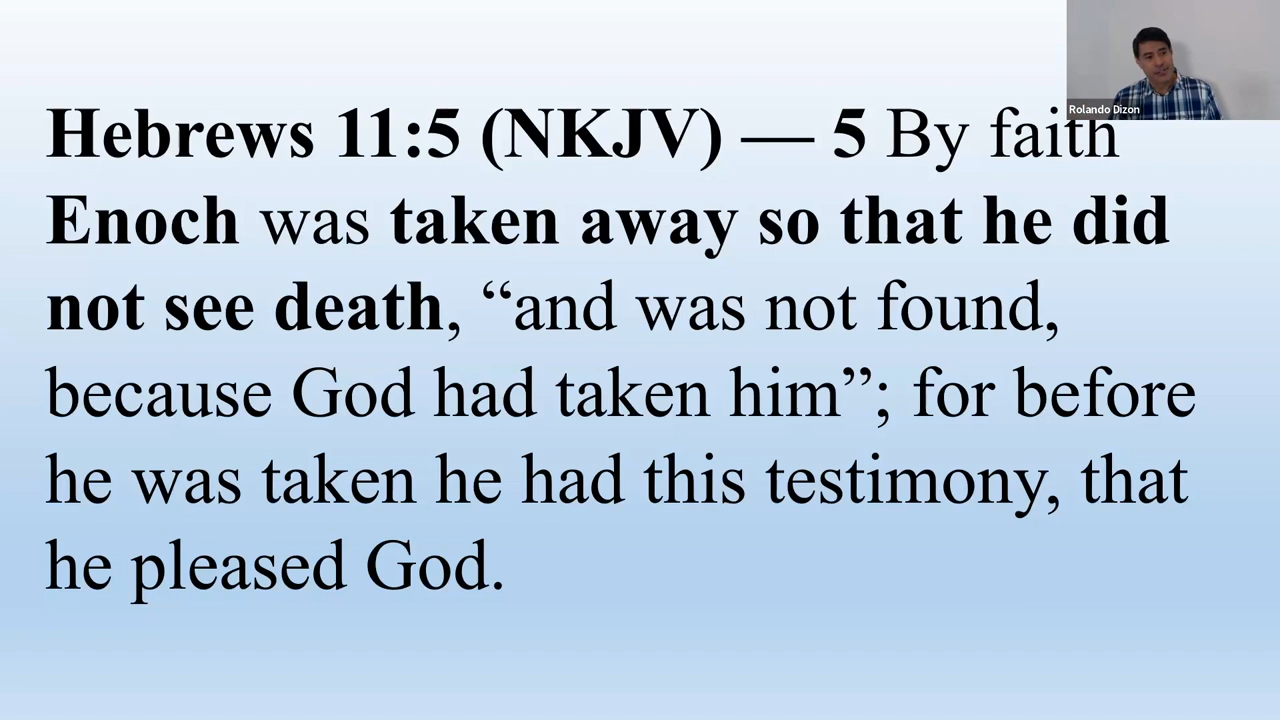 Rolando Dizon
Hebrews 11:5 (NKJV) — 5 By faith
Enoch was taken away so that he did
not see death, “and was not found,
because God had taken him”; for before
he was taken he had this testimony, that
he pleased God.